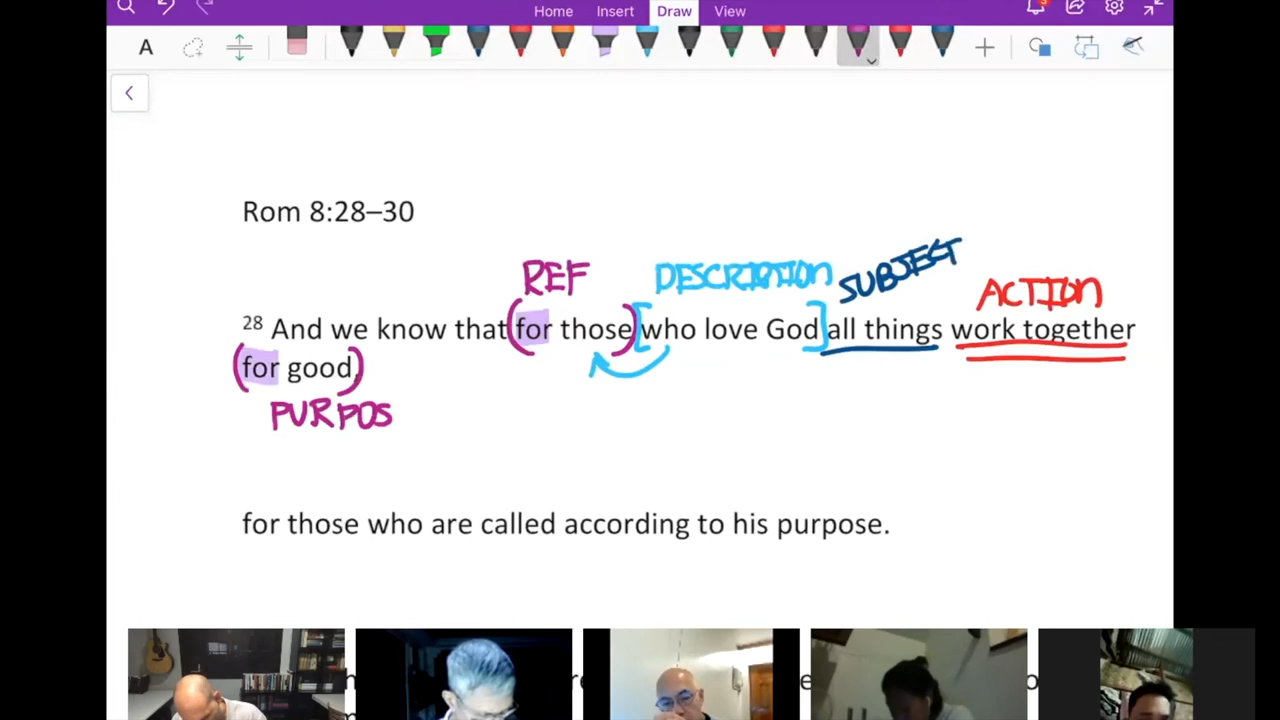 Home Insert Draw View
A
Rom 8:28–30
REF DESCRIPTION SUBJECT ACTION
28 And we know that for those who love God all things work together
for good,
PURPOS
for those who are called according to his purpose.